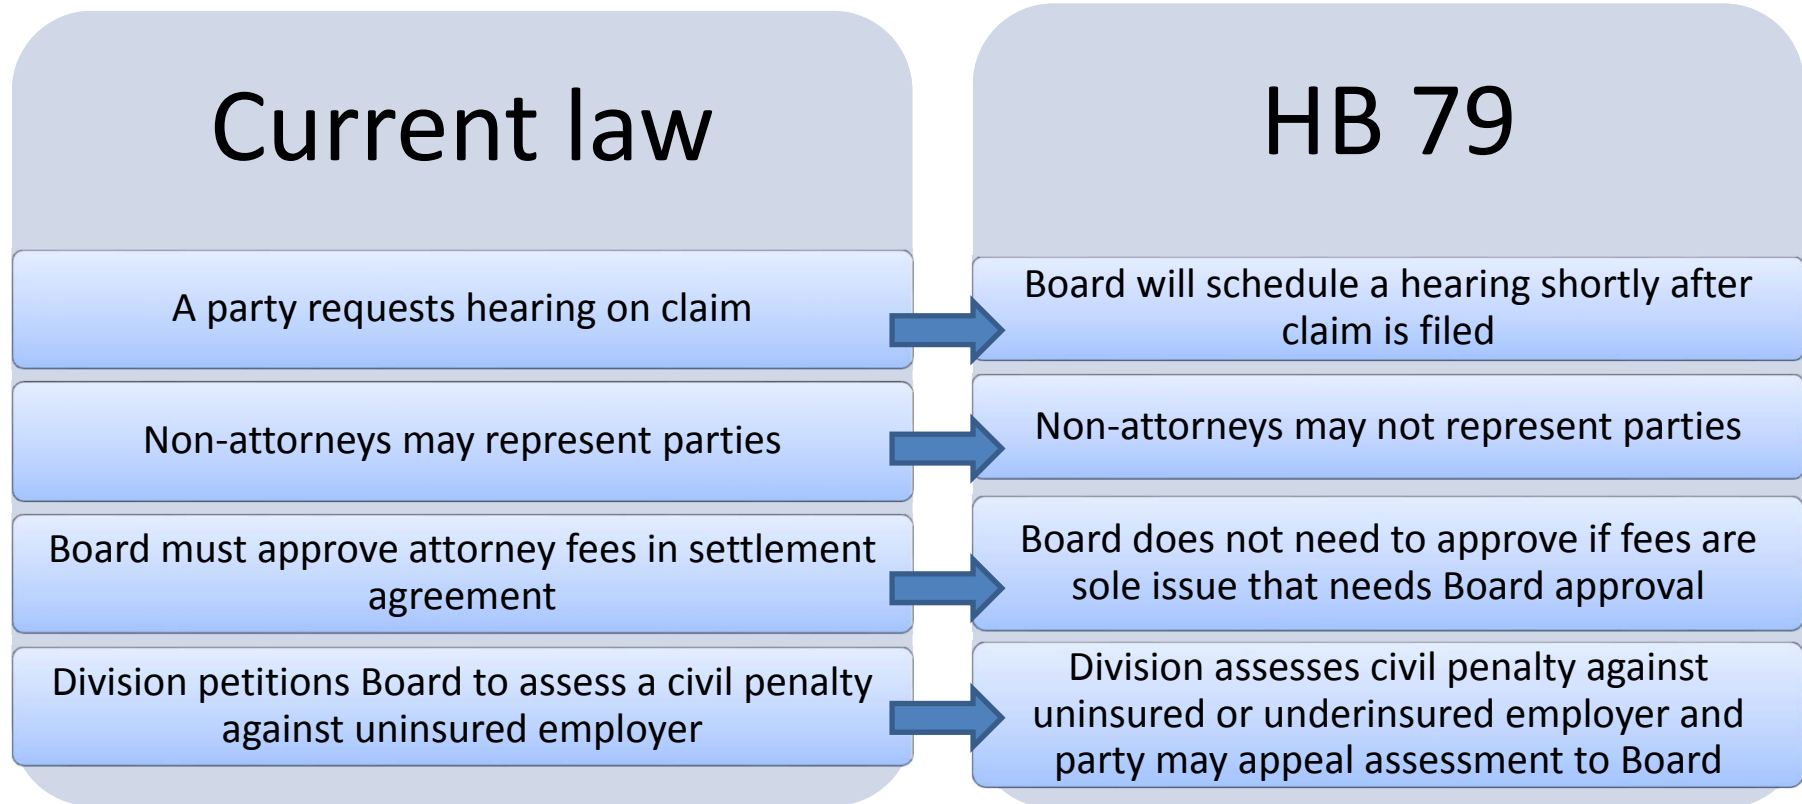 Current law
A party requests hearing on claim
Non-attorneys may represent parties
Board must approve attorney fees in settlement
agreement
Division petitions Board to assess a civil penalty
against uninsured employer
HB 79
Board will schedule a hearing shortly after
claim is filed
Non-attorneys may not represent parties
Board does not need to approve if fees are
sole issue that needs Board approval
Division assesses civil penalty against
uninsured or underinsured employer and
party may appeal assessment to Board